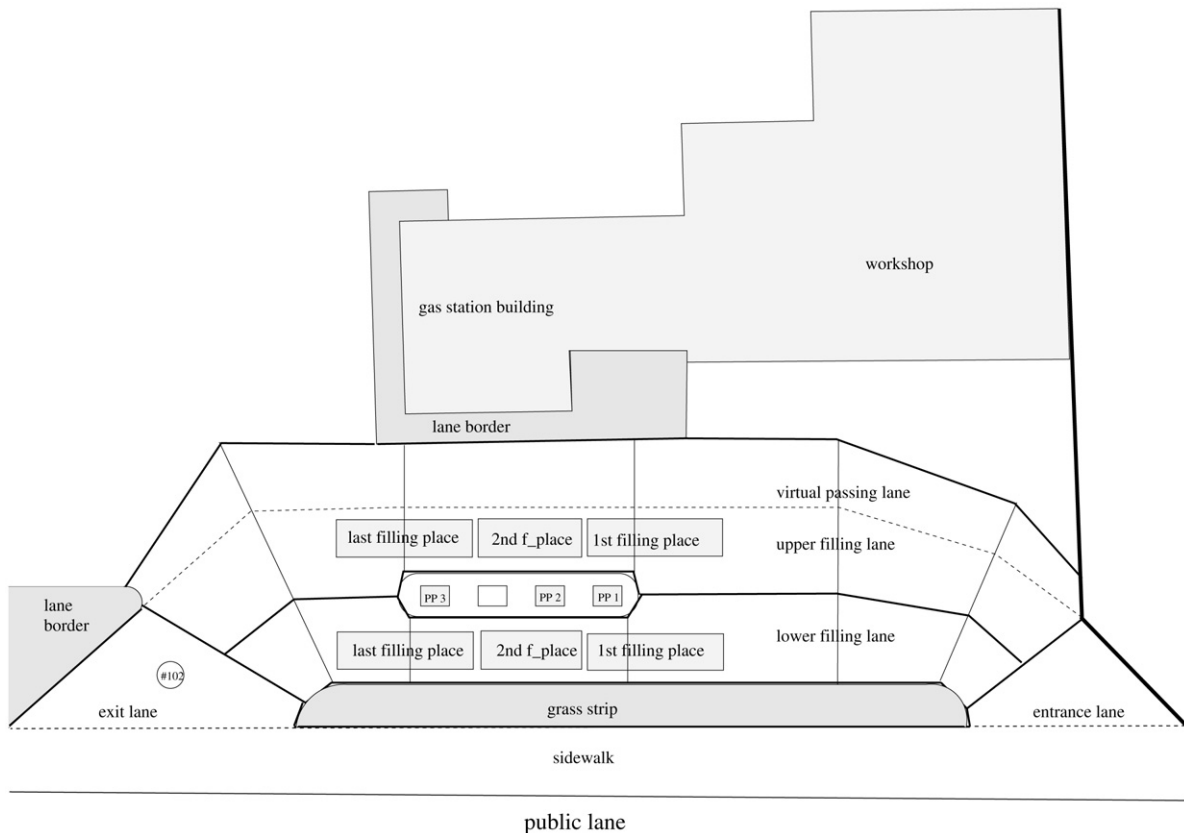 workshop
gas station building
lane border
virtual passing lane
last filling place
2nd f_place
1st filling place
upper filling lane
PP 3
PP 2
PP 1
lane
border
last filling place
2nd f_place
1st filling place
lower filling lane
#102
exit lane
grass strip
entrance lane
sidewalk
public lane